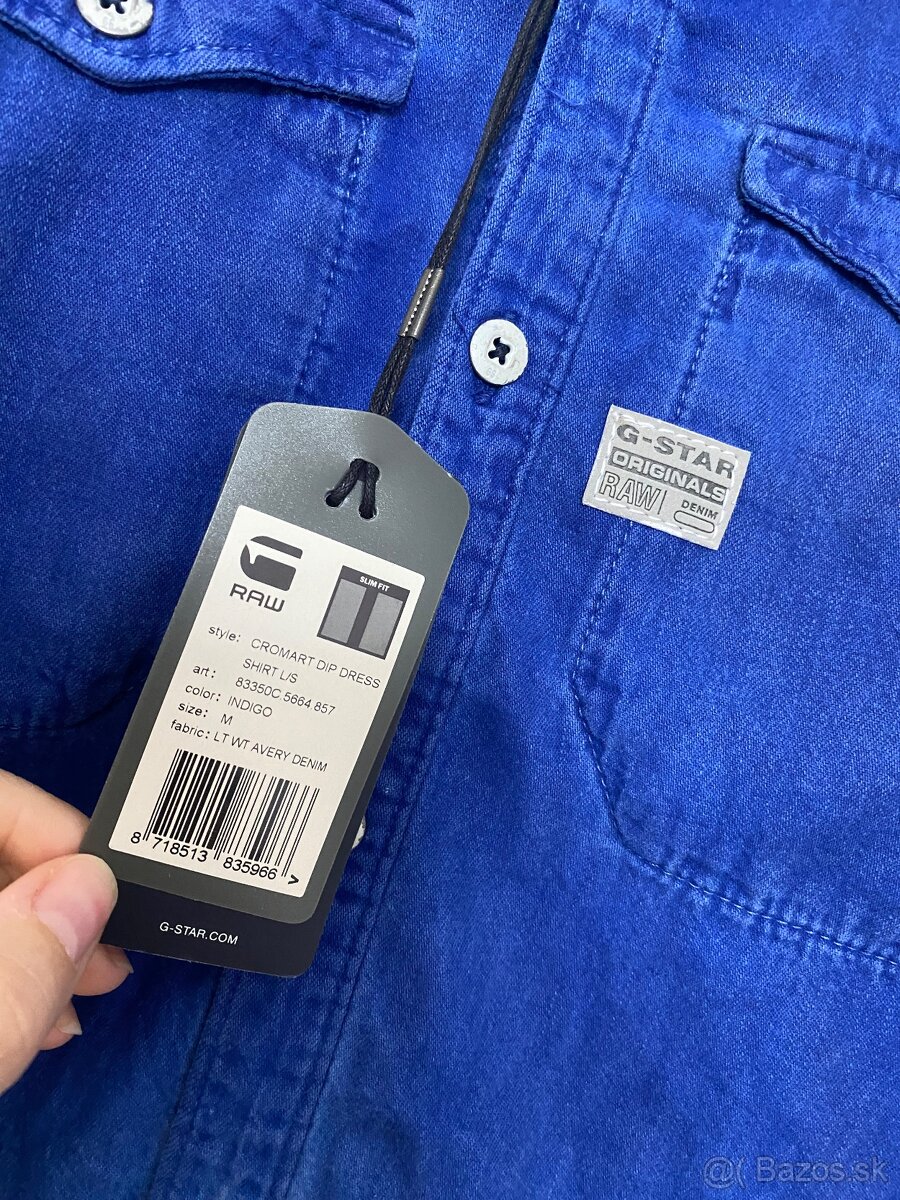 G-STAR
ORIGINALS
RAW
DENIM
RAW
SLIM FIT
style: CROMART DIP DRESS
SHIRT L/S
art: 83350C.5664.857
color: INDIGO
size: M
fabric: LT WT AVERY DENIM
8 718513 835966 >
G-STAR.COM
@( Bazos.sk